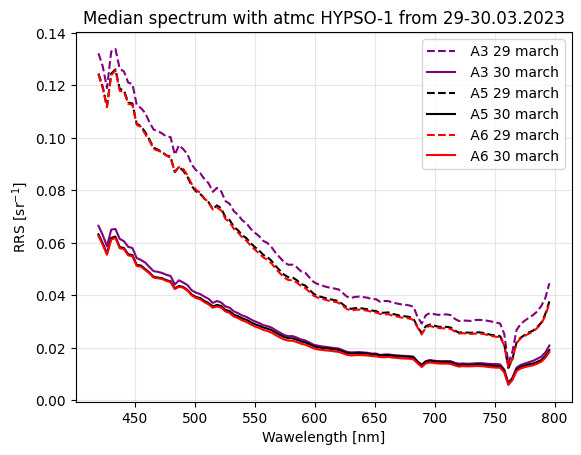 Median spectrum with atmc HYPSO-1 from 29-30.03.2023
0.14
0.12
0.10
0.08
0.06
0.04
0.02
0.00
RRS [sr⁻¹]
A3 29 march
A3 30 march
A5 29 march
A5 30 march
A6 29 march
A6 30 march
450 500 550 600 650 700 750 800
Wawelength [nm]